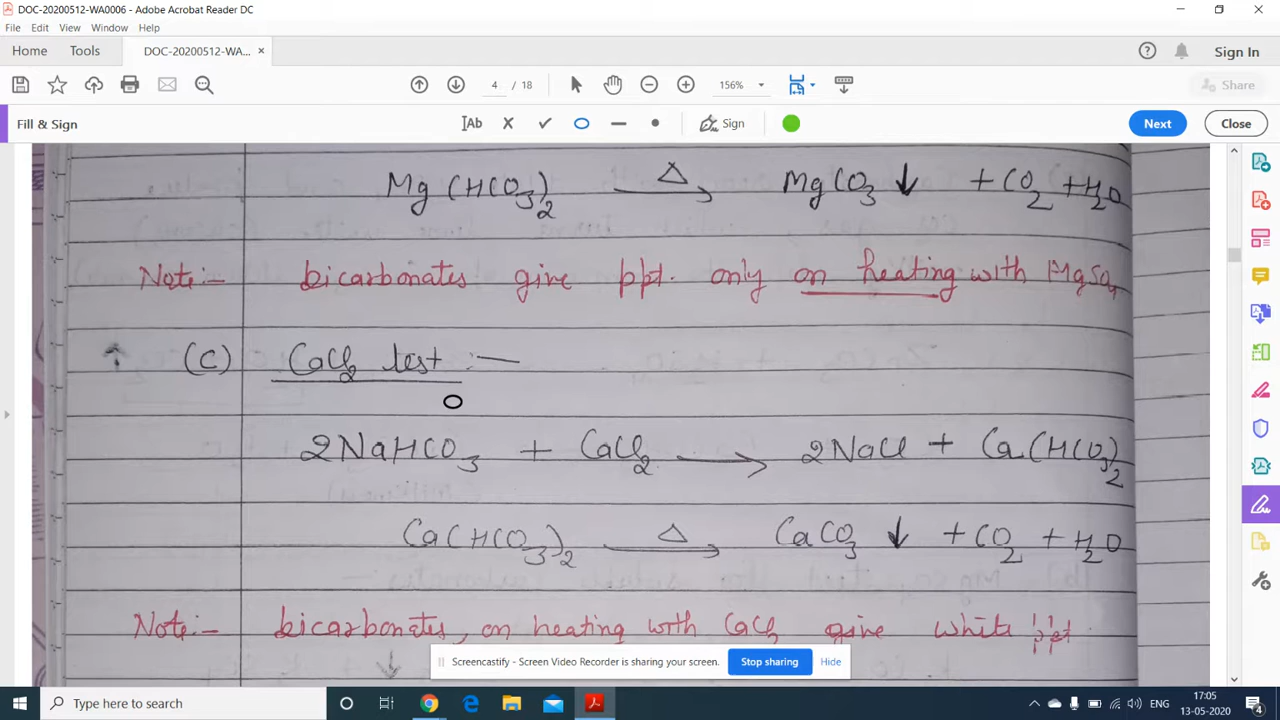 DOC-20200512-WA0006 - Adobe Acrobat Reader DC
File Edit View Window Help
Home Tools DOC-20200512-WA... × Sign In
4 / 18 156% Share
Fill & Sign Ab Sign Next Close
Mg(HCO₃)₂ —Δ→ MgCO₃ ↓ + CO₂ + H₂O
Note:- bicarbonates give ppt. only on heating with MgSO₄
(C) CaCl₂ test :—
2NaHCO₃ + CaCl₂ ⟶ 2NaCl + Ca(HCO₃)₂
Ca(HCO₃)₂ —Δ→ CaCO₃ ↓ + CO₂ + H₂O
Note:- bicarbonates, on heating with CaCl₂ give white ppt
Screencastify - Screen Video Recorder is sharing your screen. Stop sharing Hide
Type here to search
ENG 17:05
13-05-2020
4